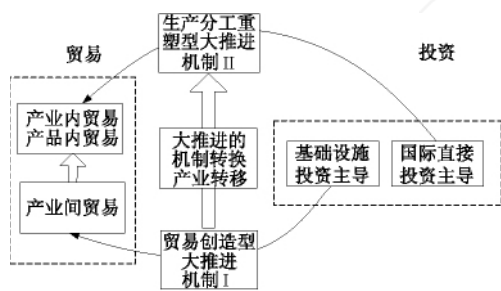 生产分工重
塑型大推进
机制Ⅱ
贸易
投资
产业内贸易
产品内贸易
大推进的
机制转换
产业转移
基础设施
投资主导
国际直接
投资主导
产业间贸易
贸易创造型
大推进
机制Ⅰ